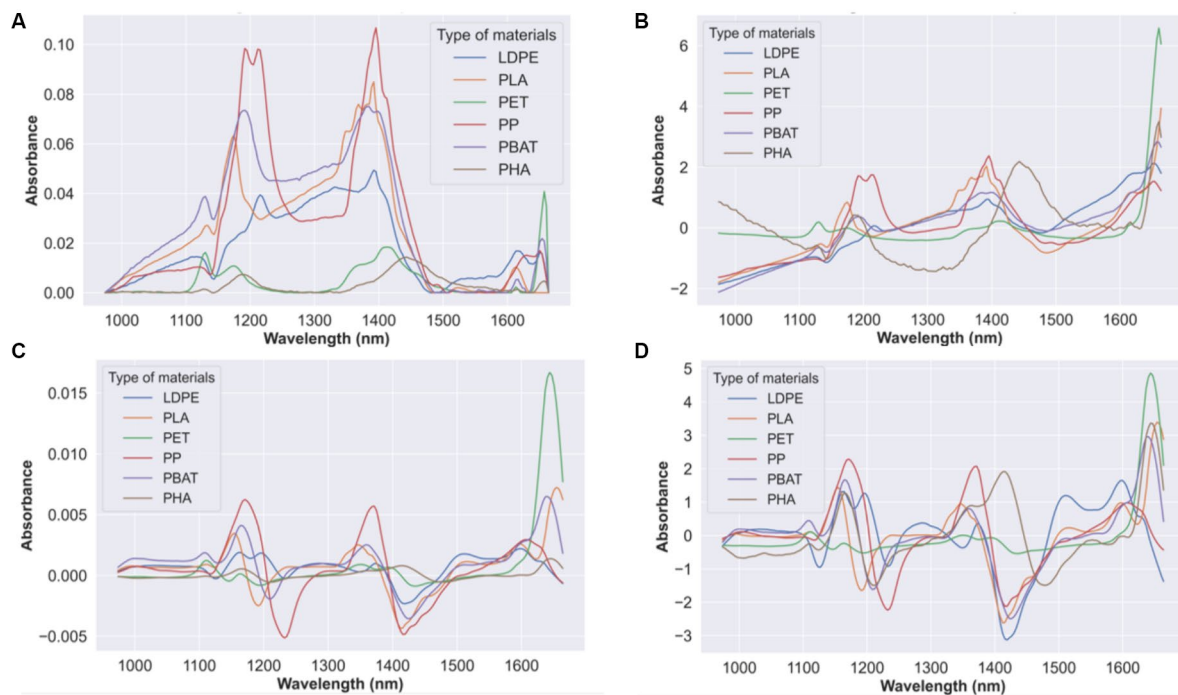 A
Absorbance
0.10
0.08
0.06
0.04
0.02
0.00
Type of materials
LDPE
PLA
PET
PP
PBAT
PHA
1000 1100 1200 1300 1400 1500 1600
Wavelength (nm)
B
Absorbance
6
4
2
0
−2
Type of materials
LDPE
PLA
PET
PP
PBAT
PHA
1000 1100 1200 1300 1400 1500 1600
Wavelength (nm)
C
Absorbance
0.015
0.010
0.005
0.000
−0.005
Type of materials
LDPE
PLA
PET
PP
PBAT
PHA
1000 1100 1200 1300 1400 1500 1600
Wavelength (nm)
D
Absorbance
5
4
3
2
1
0
−1
−2
−3
Type of materials
LDPE
PLA
PET
PP
PBAT
PHA
1000 1100 1200 1300 1400 1500 1600
Wavelength (nm)